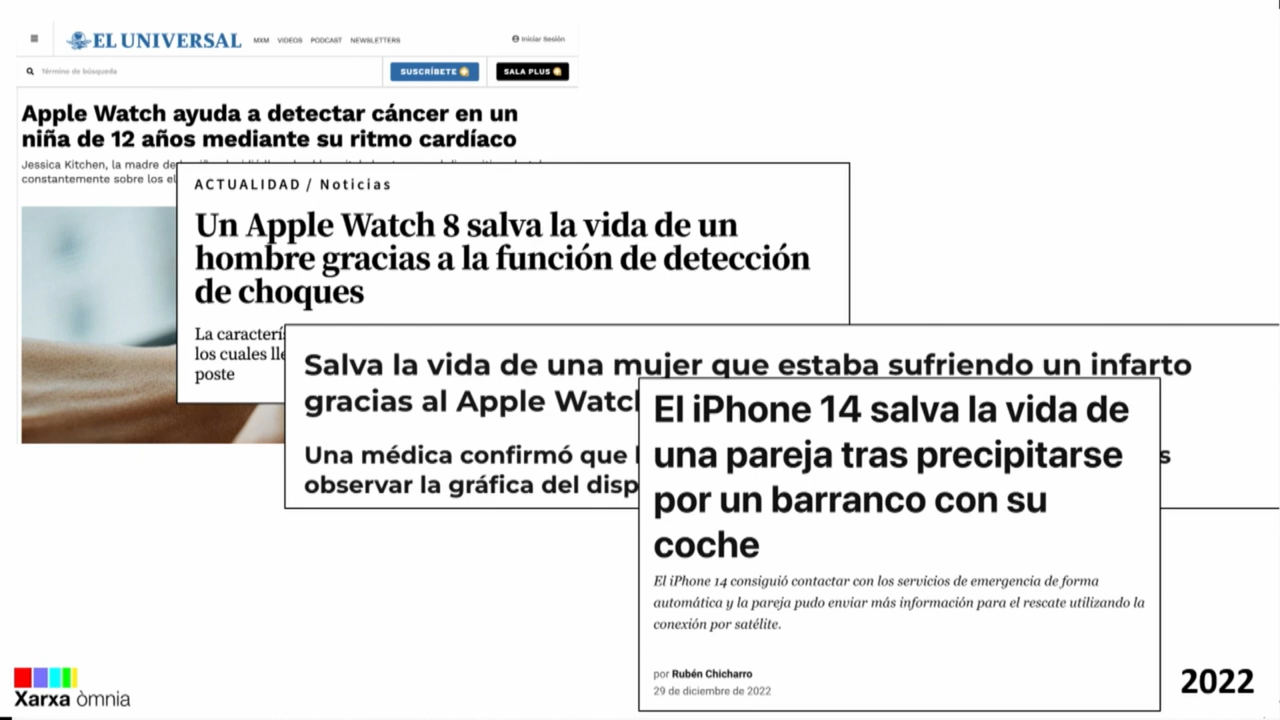 EL UNIVERSAL
MXM VIDEOS PODCAST NEWSLETTERS
Iniciar Sesión
Término de búsqueda
SUSCRÍBETE
SALA PLUS
Apple Watch ayuda a detectar cáncer en un
niña de 12 años mediante su ritmo cardíaco
Jessica Kitchen, la madre de
constantemente sobre los el
ACTUALIDAD / Noticias
Un Apple Watch 8 salva la vida de un
hombre gracias a la función de detección
de choques
La caracterí
los cuales lle
poste
Salva la vida de una mujer que estaba sufriendo un infarto
gracias al Apple Watch
Una médica confirmó que
observar la gráfica del disp
s
El iPhone 14 salva la vida de
una pareja tras precipitarse
por un barranco con su
coche
El iPhone 14 consiguió contactar con los servicios de emergencia de forma
automática y la pareja pudo enviar más información para el rescate utilizando la
conexión por satélite.
por Rubén Chicharro
29 de diciembre de 2022
Xarxa òmnia
2022